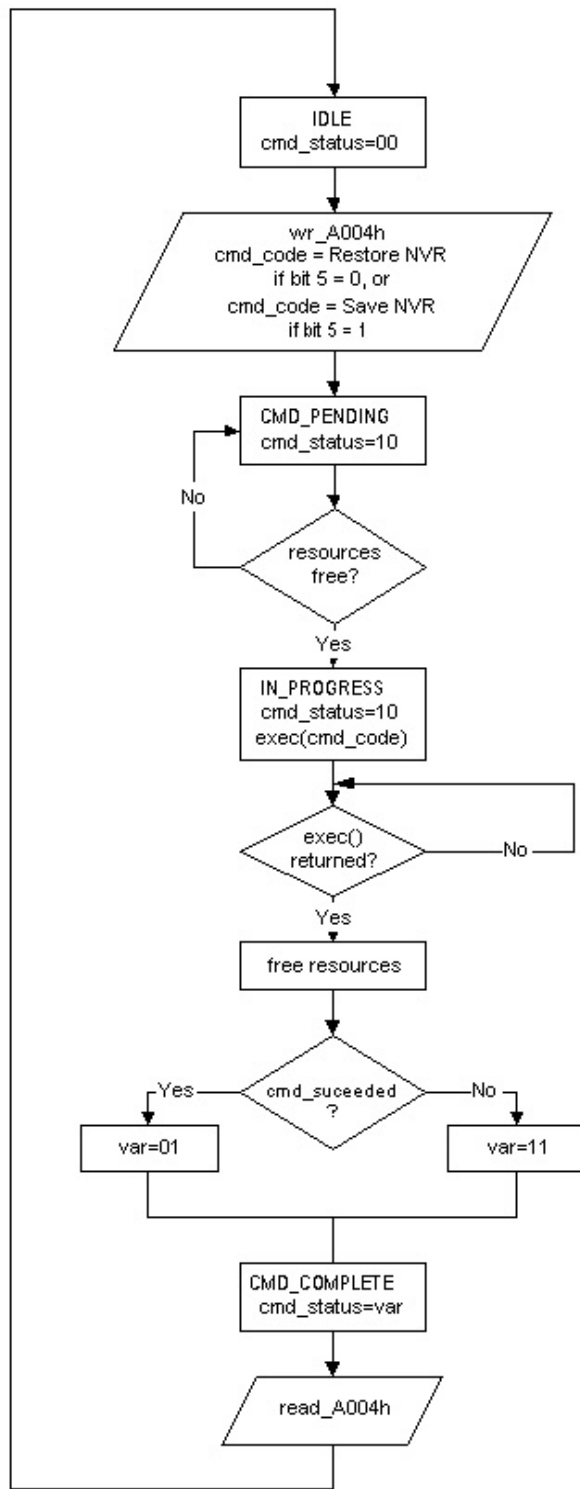 IDLE
cmd_status=00
wr_A004h
cmd_code = Restore NVR
if bit 5 = 0, or
cmd_code = Save NVR
if bit 5 = 1
CMD_PENDING
cmd_status=10
No
resources
free?
Yes
IN_PROGRESS
cmd_status=10
exec(cmd_code)
exec()
returned?
No
Yes
free resources
cmd_suceeded
?
Yes
No
var=01
var=11
CMD_COMPLETE
cmd_status=var
read_A004h